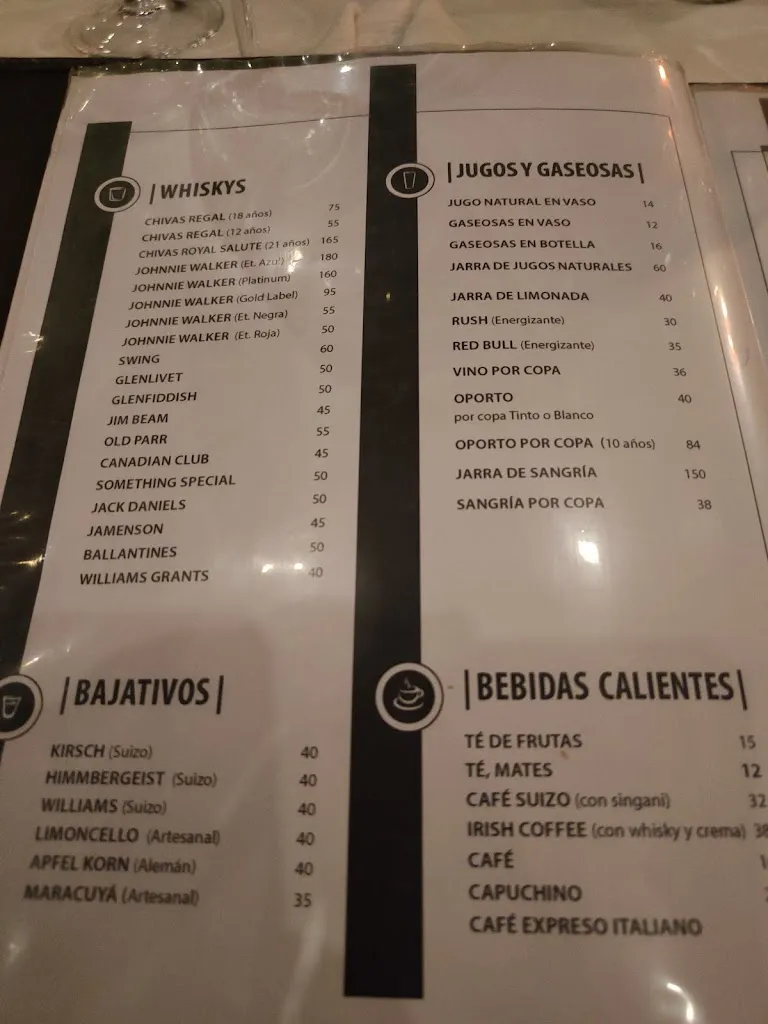 |WHISKYS
CHIVAS REGAL (18 años) 75
CHIVAS REGAL (12 años) 55
CHIVAS ROYAL SALUTE (21 años) 165
JOHNNIE WALKER (Et. Azul) 180
JOHNNIE WALKER (Platinum) 160
JOHNNIE WALKER (Gold Label) 95
JOHNNIE WALKER (Et. Negra) 55
JOHNNIE WALKER (Et. Roja) 50
SWING 60
GLENLIVET 50
GLENFIDDISH 50
JIM BEAM 45
OLD PARR 55
CANADIAN CLUB 45
SOMETHING SPECIAL 50
JACK DANIELS 50
JAMENSON 45
BALLANTINES 50
WILLIAMS GRANTS 40
|BAJATIVOS|
KIRSCH (Suizo) 40
HIMMBERGEIST (Suizo) 40
WILLIAMS (Suizo) 40
LIMONCELLO (Artesanal) 40
APFEL KORN (Alemán) 40
MARACUYÁ (Artesanal) 35
|JUGOS Y GASEOSAS|
JUGO NATURAL EN VASO 14
GASEOSAS EN VASO 12
GASEOSAS EN BOTELLA 16
JARRA DE JUGOS NATURALES 60
JARRA DE LIMONADA 40
RUSH (Energizante) 30
RED BULL (Energizante) 35
VINO POR COPA 36
OPORTO 40
por copa Tinto o Blanco
OPORTO POR COPA (10 años) 84
JARRA DE SANGRÍA 150
SANGRÍA POR COPA 38
|BEBIDAS CALIENTES|
TÉ DE FRUTAS 15
TÉ, MATES 12
CAFÉ SUIZO (con singani) 32
IRISH COFFEE (con whisky y crema) 38
CAFÉ
CAPUCHINO
CAFÉ EXPRESO ITALIANO